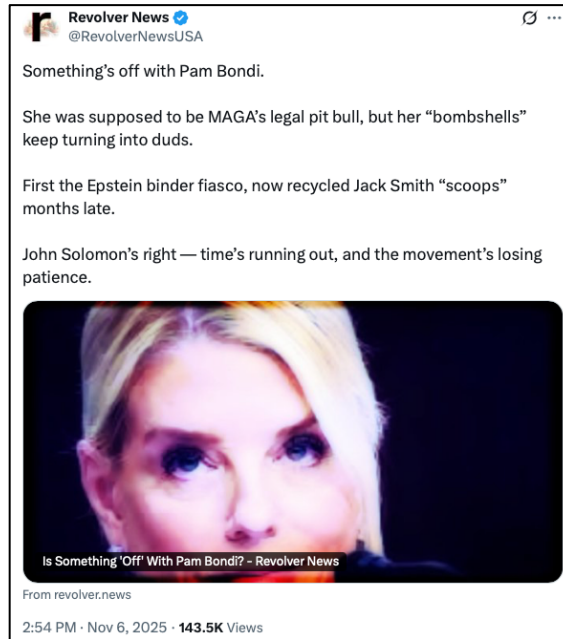 Revolver News
@RevolverNewsUSA
Something’s off with Pam Bondi.
She was supposed to be MAGA’s legal pit bull, but her “bombshells”
keep turning into duds.
First the Epstein binder fiasco, now recycled Jack Smith “scoops”
months late.
John Solomon’s right — time’s running out, and the movement’s losing
patience.
Is Something 'Off' With Pam Bondi? - Revolver News
From revolver.news
2:54 PM · Nov 6, 2025 · 143.5K Views